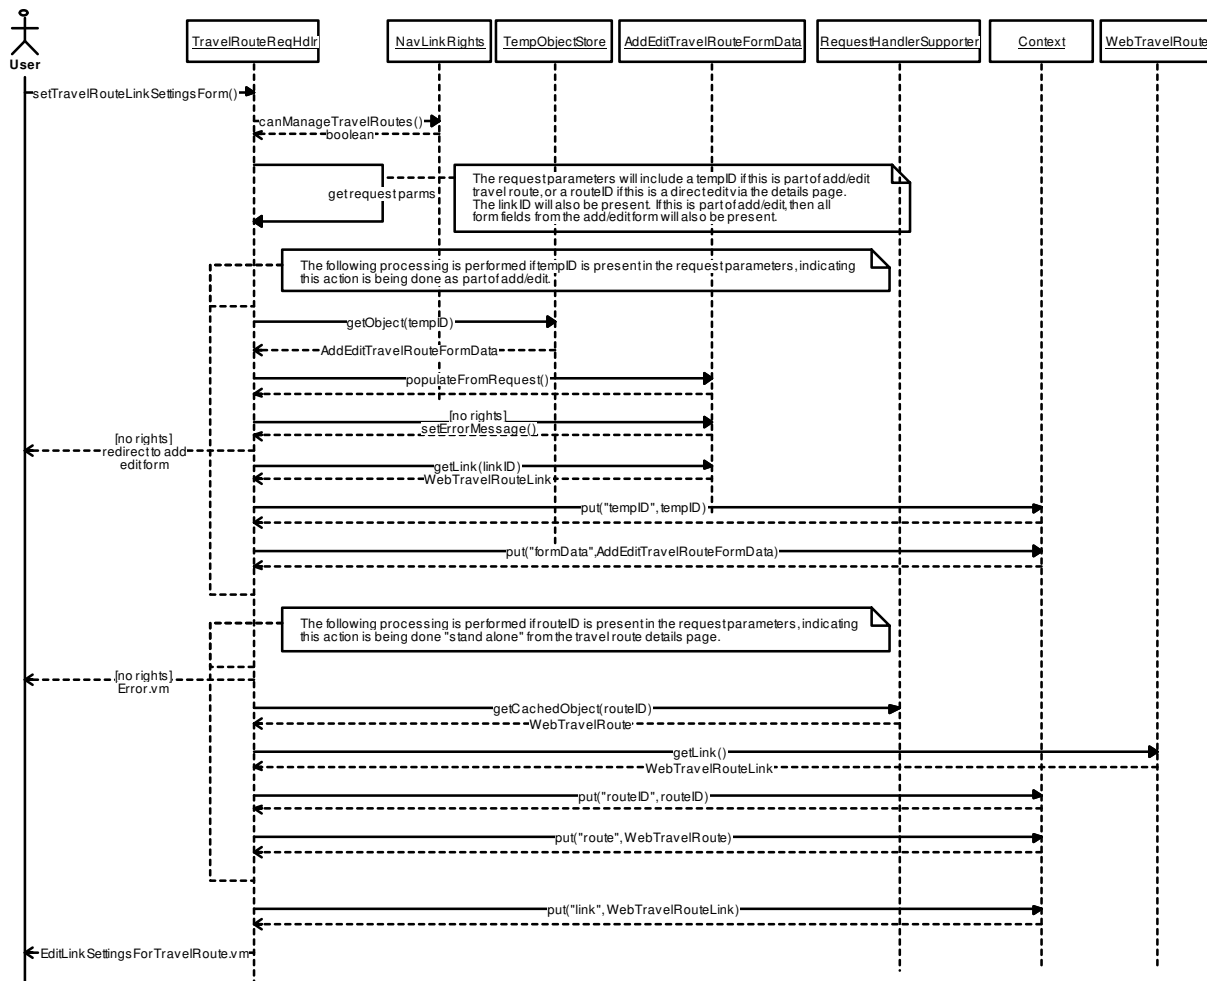 User
TravelRouteReqHdlr
NavLinkRights
TempObjectStore
AddEditTravelRouteFormData
RequestHandlerSupporter
Context
WebTravelRoute
setTravelRouteLinkSettingsForm()
canManageTravelRoutes()
boolean
get request parms
The request parameters will include a tempID if this is part of add/edit
travel route, or a routeID if this is a direct edit via the details page.
The linkID will also be present. If this is part of add/edit, then all
form fields from the add/edit form will also be present.
The following processing is performed if tempID is present in the request parameters, indicating
this action is being done as part of add/edit.
getObject(tempID)
AddEditTravelRouteFormData
populateFromRequest()
[no rights]
setErrorMessage()
[no rights]
redirect to add
edit form
getLink(linkID)
WebTravelRouteLink
put("tempID", tempID)
put("formData",AddEditTravelRouteFormData)
The following processing is performed if routeID is present in the request parameters, indicating
this action is being done "stand alone" from the travel route details page.
[no rights]
Error.vm
getCachedObject(routeID)
WebTravelRoute
getLink()
WebTravelRouteLink
put("routeID", routeID)
put("route", WebTravelRoute)
put("link", WebTravelRouteLink)
EditLinkSettingsForTravelRoute.vm